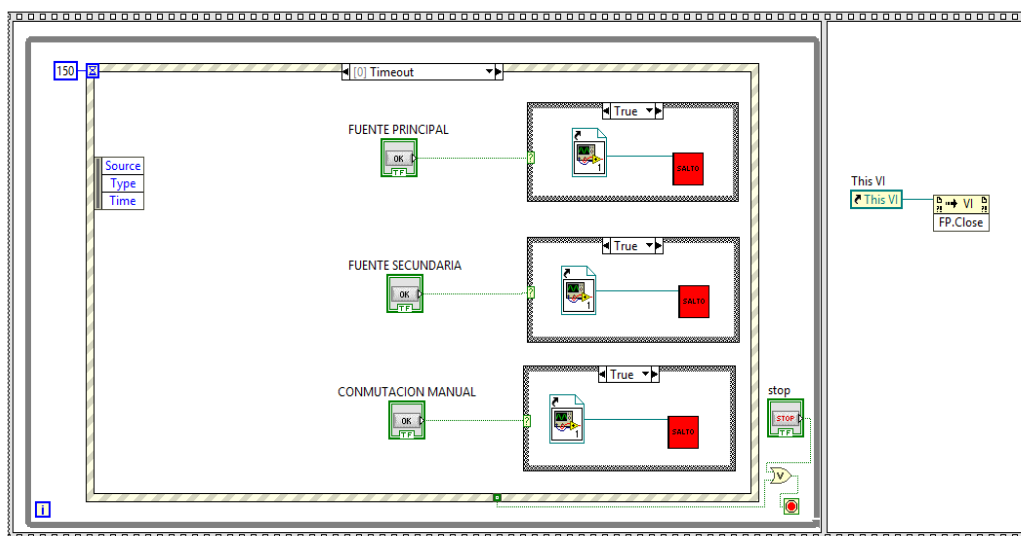 150
[0] Timeout
True
FUENTE PRINCIPAL
OK
TF
?
1
SALTO
Source
Type
Time
True
FUENTE SECUNDARIA
OK
TF
?
1
SALTO
True
CONMUTACION MANUAL
OK
TF
?
1
SALTO
stop
STOP
TF
V
i
This VI
This VI
VI
FP.Close